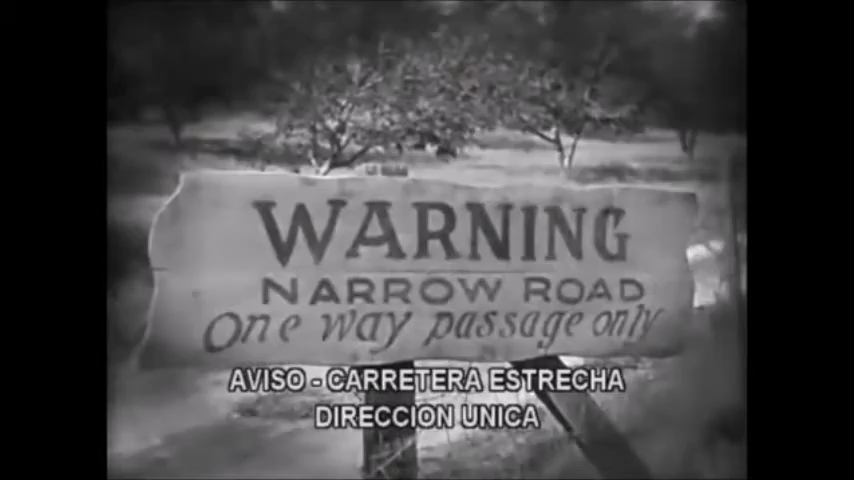 WARNING
NARROW ROAD
One way passage only
AVISO - CARRETERA ESTRECHA
DIRECCION UNICA